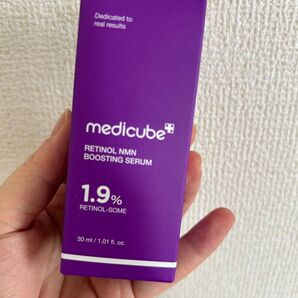 Dedicated to
real results
medicube
RETINOL NMN
BOOSTING SERUM
1.9%
RETINOL-SOME
30 ml / 1.01 fl. oz.